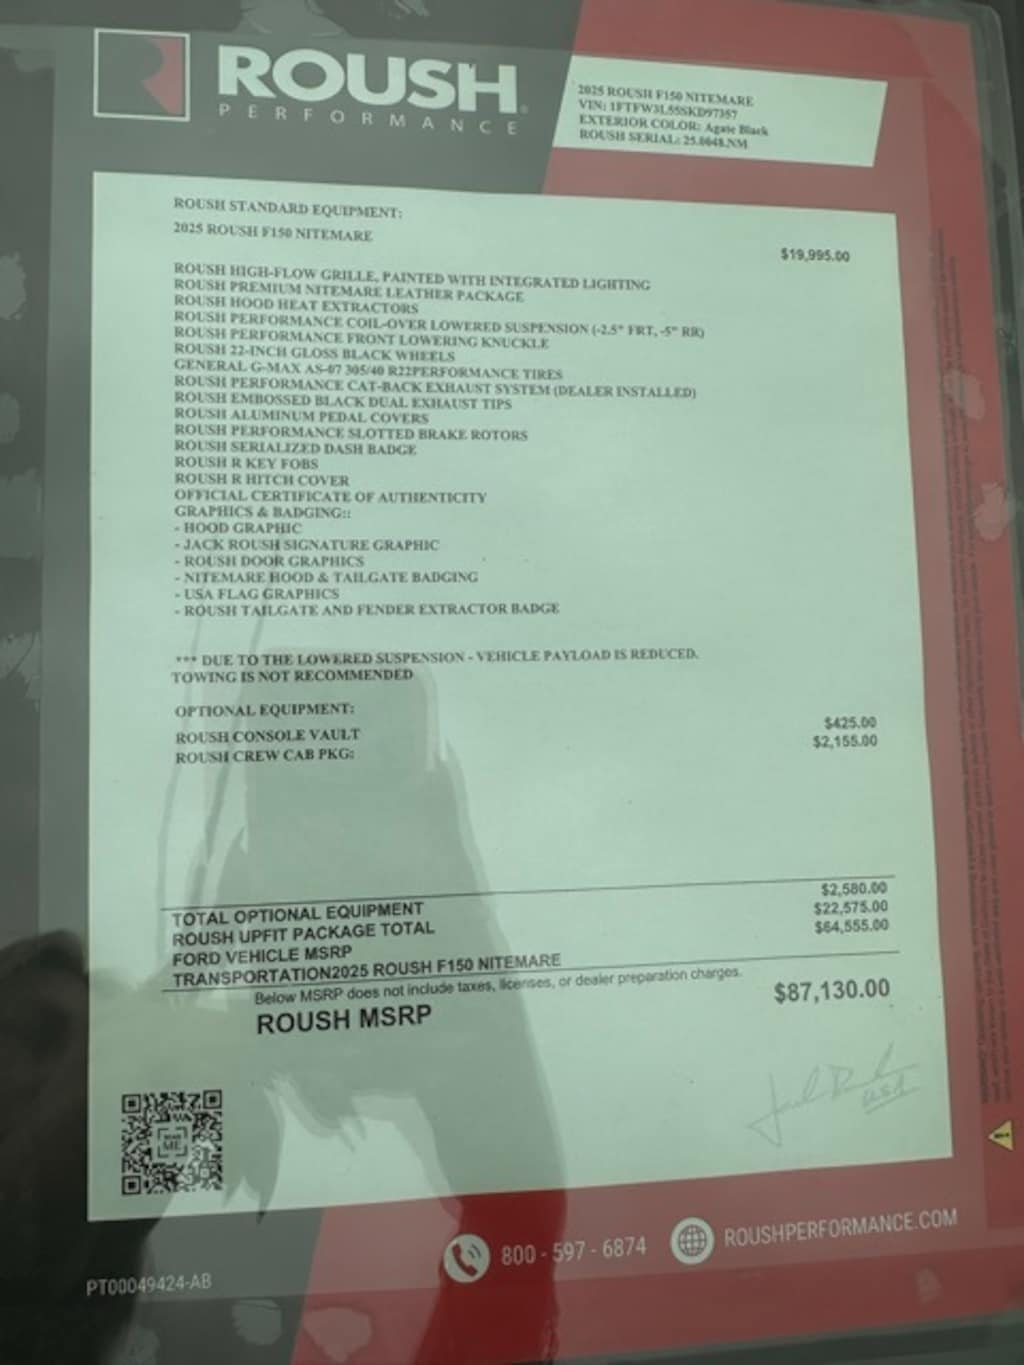 ROUSH
PERFORMANCE
2025 ROUSH F150 NITEMARE
VIN: 1FTFW3L55SKD97357
EXTERIOR COLOR: Agate Black
ROUSH SERIAL: 25.0048.NM
ROUSH STANDARD EQUIPMENT:
2025 ROUSH F150 NITEMARE
$19,995.00
ROUSH HIGH-FLOW GRILLE, PAINTED WITH INTEGRATED LIGHTING
ROUSH PREMIUM NITEMARE LEATHER PACKAGE
ROUSH HOOD HEAT EXTRACTORS
ROUSH PERFORMANCE COIL-OVER LOWERED SUSPENSION (-2.5" FRT, -5" RR)
ROUSH PERFORMANCE FRONT LOWERING KNUCKLE
ROUSH 22-INCH GLOSS BLACK WHEELS
GENERAL G-MAX AS-07 305/40 R22PERFORMANCE TIRES
ROUSH PERFORMANCE CAT-BACK EXHAUST SYSTEM (DEALER INSTALLED)
ROUSH EMBOSSED BLACK DUAL EXHAUST TIPS
ROUSH ALUMINUM PEDAL COVERS
ROUSH PERFORMANCE SLOTTED BRAKE ROTORS
ROUSH SERIALIZED DASH BADGE
ROUSH R KEY FOBS
ROUSH R HITCH COVER
OFFICIAL CERTIFICATE OF AUTHENTICITY
GRAPHICS & BADGING::
- HOOD GRAPHIC
- JACK ROUSH SIGNATURE GRAPHIC
- ROUSH DOOR GRAPHICS
- NITEMARE HOOD & TAILGATE BADGING
- USA FLAG GRAPHICS
- ROUSH TAILGATE AND FENDER EXTRACTOR BADGE
*** DUE TO THE LOWERED SUSPENSION - VEHICLE PAYLOAD IS REDUCED.
TOWING IS NOT RECOMMENDED
OPTIONAL EQUIPMENT:
ROUSH CONSOLE VAULT $425.00
ROUSH CREW CAB PKG: $2,155.00
TOTAL OPTIONAL EQUIPMENT $2,580.00
ROUSH UPFIT PACKAGE TOTAL $22,575.00
FORD VEHICLE MSRP $64,555.00
TRANSPORTATION2025 ROUSH F150 NITEMARE
Below MSRP does not include taxes, licenses, or dealer preparation charges.
ROUSH MSRP $87,130.00
PT00049424-AB
800-597-6874
ROUSHPERFORMANCE.COM